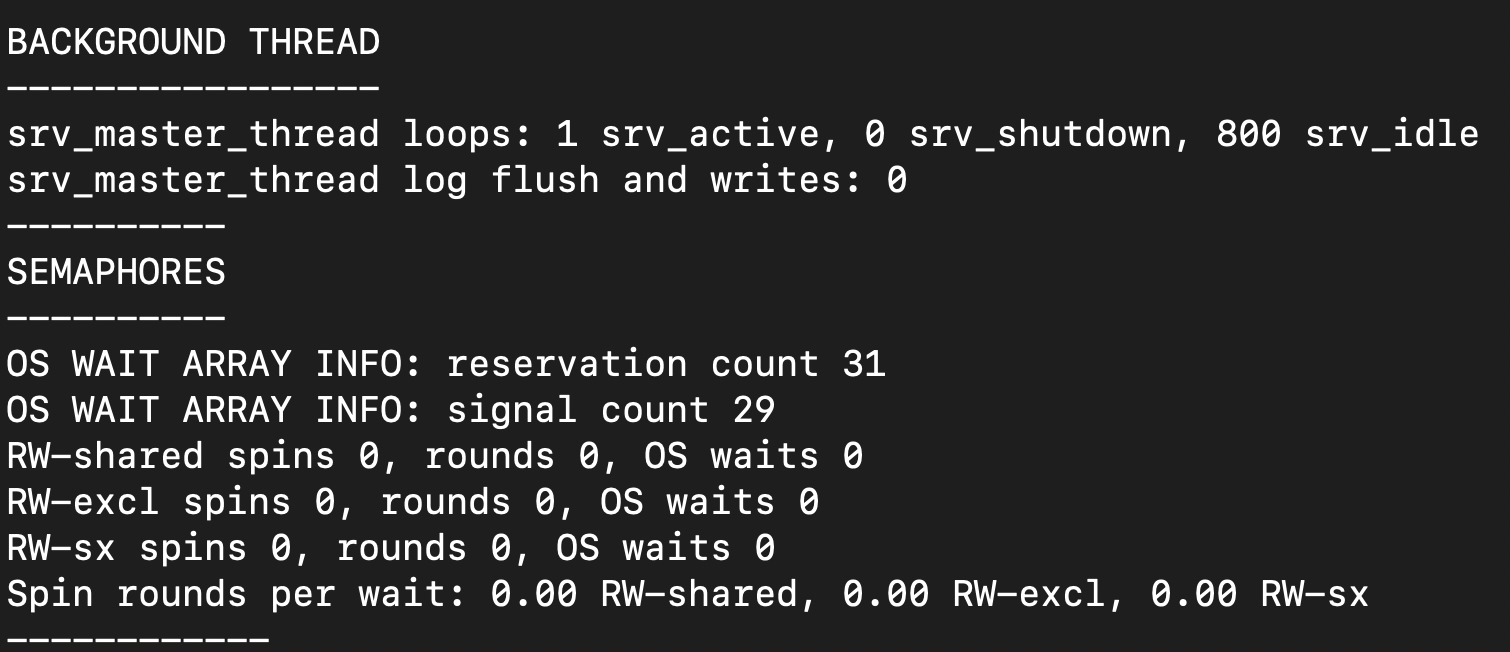 BACKGROUND THREAD
-----------------
srv_master_thread loops: 1 srv_active, 0 srv_shutdown, 800 srv_idle
srv_master_thread log flush and writes: 0
----------
SEMAPHORES
----------
OS WAIT ARRAY INFO: reservation count 31
OS WAIT ARRAY INFO: signal count 29
RW-shared spins 0, rounds 0, OS waits 0
RW-excl spins 0, rounds 0, OS waits 0
RW-sx spins 0, rounds 0, OS waits 0
Spin rounds per wait: 0.00 RW-shared, 0.00 RW-excl, 0.00 RW-sx
------------